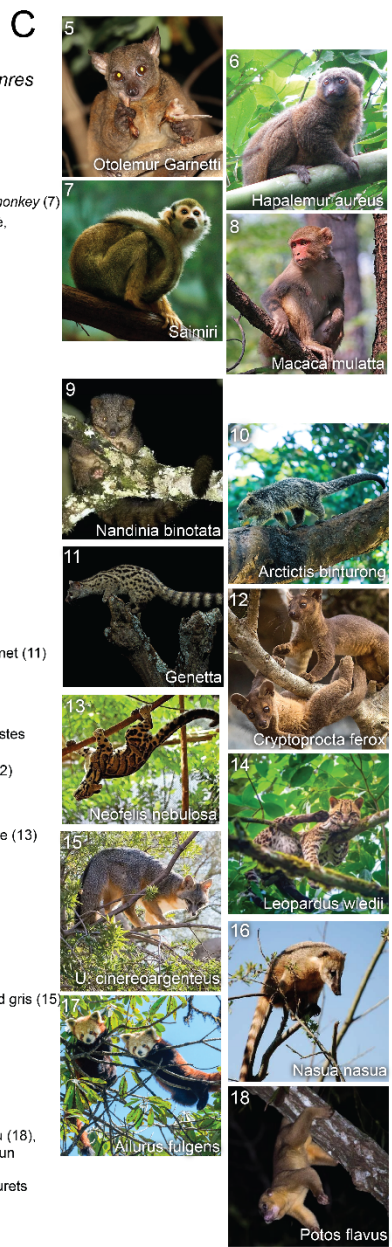 C
5
nres
Otolemur Garnetti
6
Hapalemur aureus
7
monkey (7)
e,
Saimiri
8
Macaca mulatta
9
Nandinia binotata
10
Arctictis binturong
11
Genetta
net (11)
12
Cryptoprocta ferox
13
stes
2)
Neofelis nebulosa
14
e (13)
Leopardus wiedii
15
U. cinereoargenteus
16
d gris (15)
Nasua nasua
17
Ailurus fulgens
18
u (18),
un
urets
Potos flavus